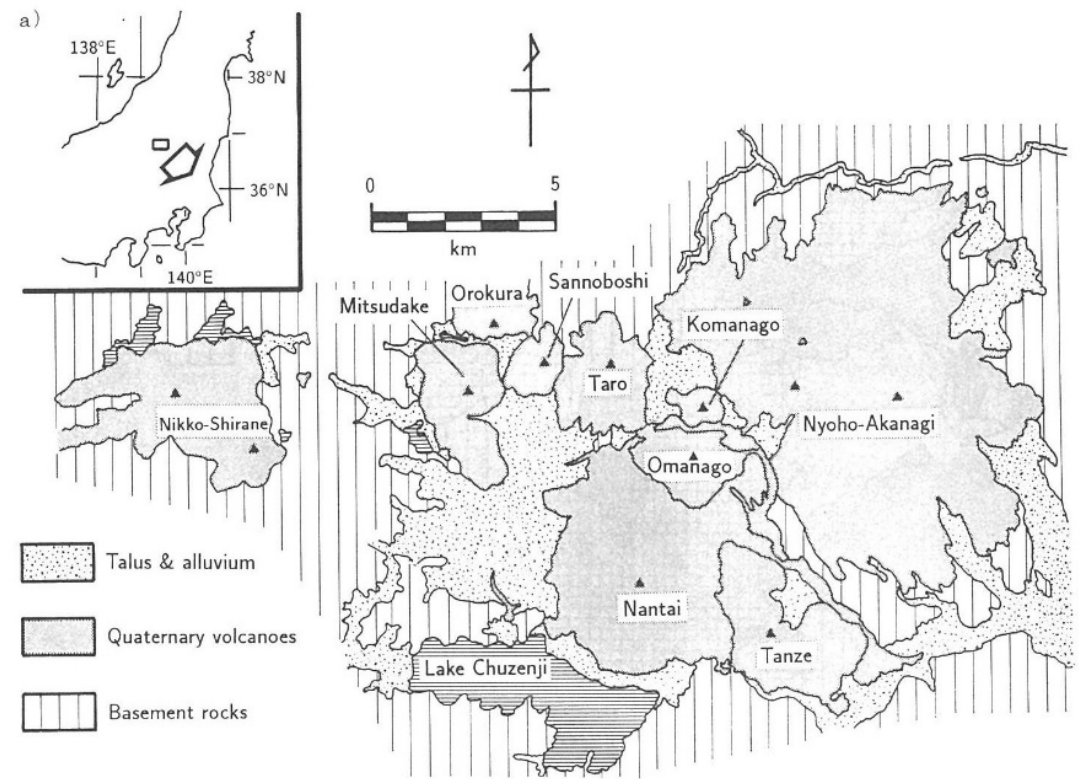 a)
138°E
38°N
36°N
140°E
0 5
km
Orokura
Sannoboshi
Mitsudake
Komanago
Taro
Nikko-Shirane
Nyoho-Akanagi
Omanago
Talus & alluvium
Nantai
Quaternary volcanoes
Tanze
Lake Chuzenji
Basement rocks